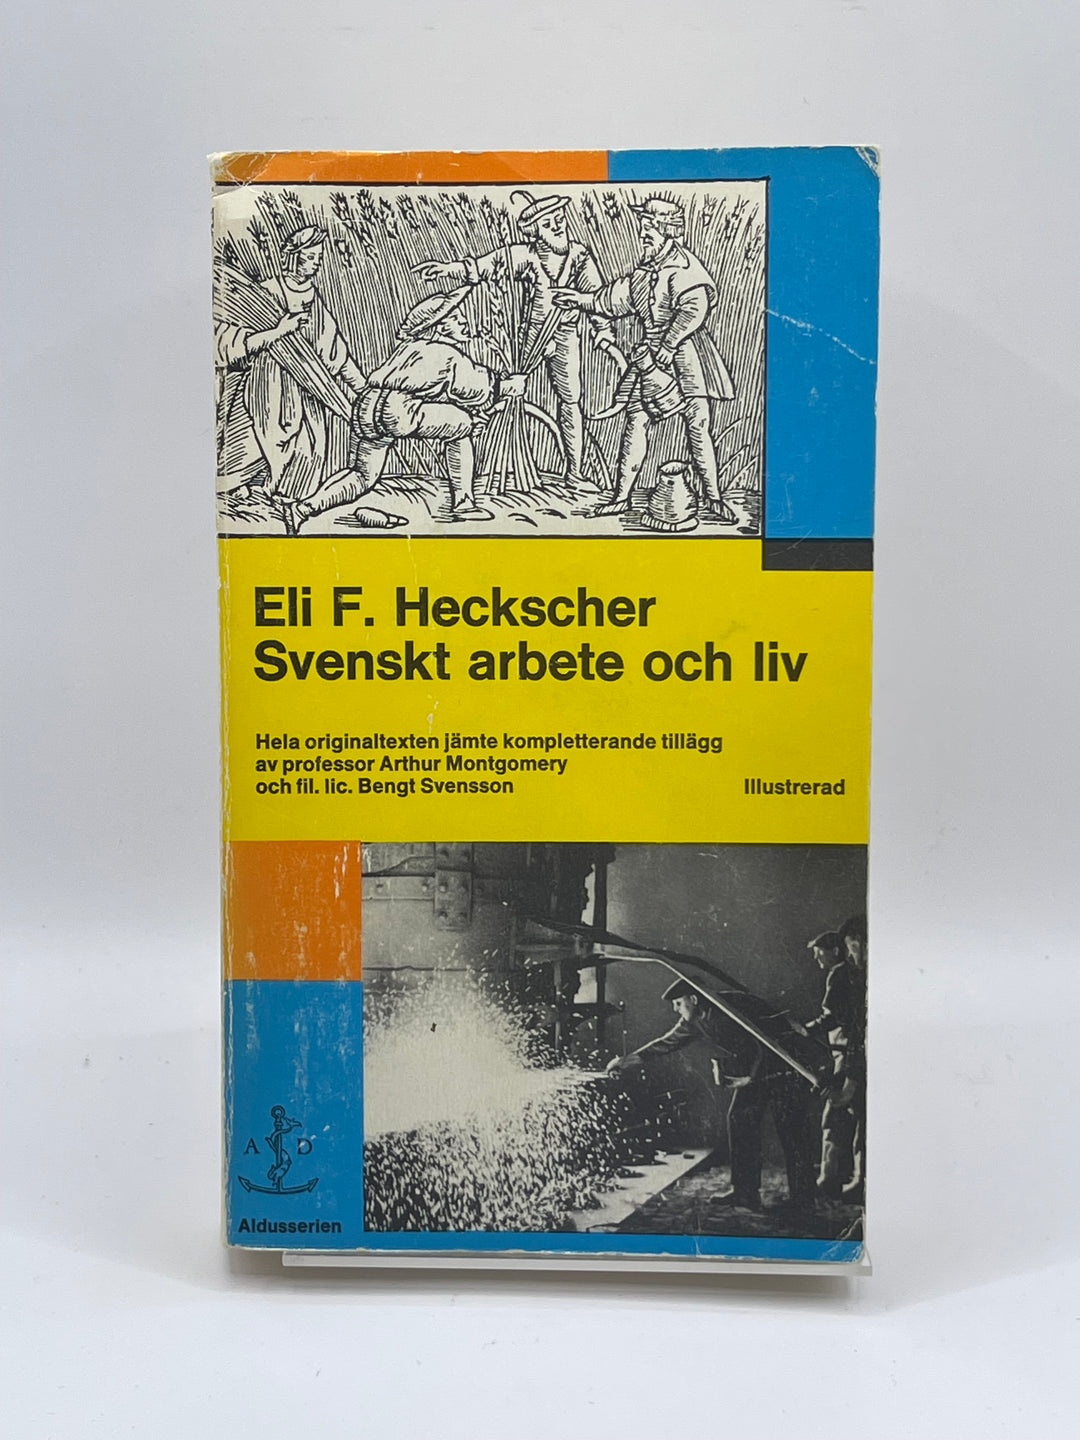 Eli F. Heckscher
Svenskt arbete och liv
Hela originaltexten jämte kompletterande tillägg
av professor Arthur Montgomery
och fil. lic. Bengt Svensson
Illustrerad
A D
Aldusserien